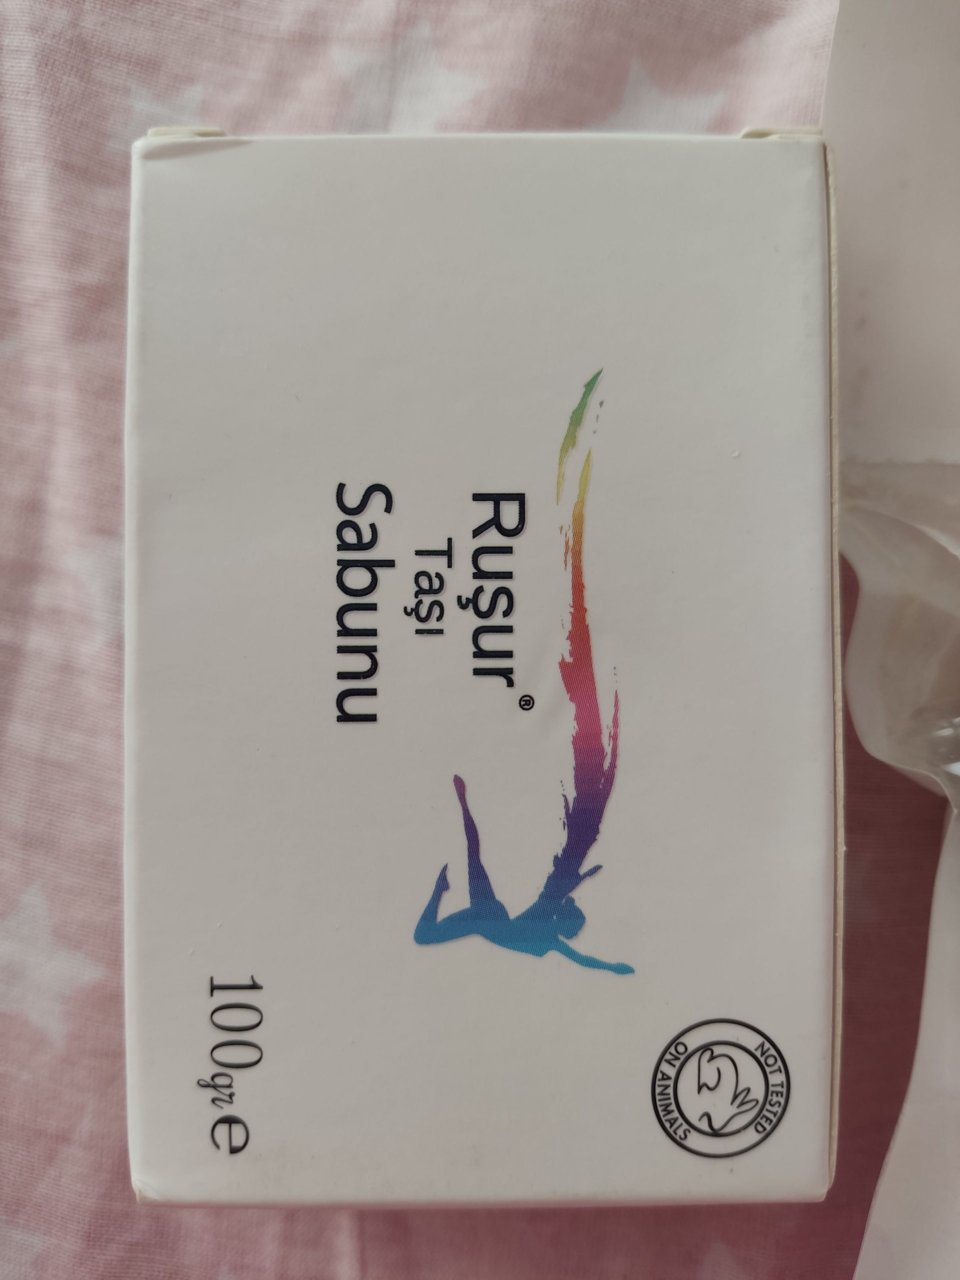 NOT TESTED
ON ANIMALS
Ruşur®
Taşı
Sabunu
100gr e